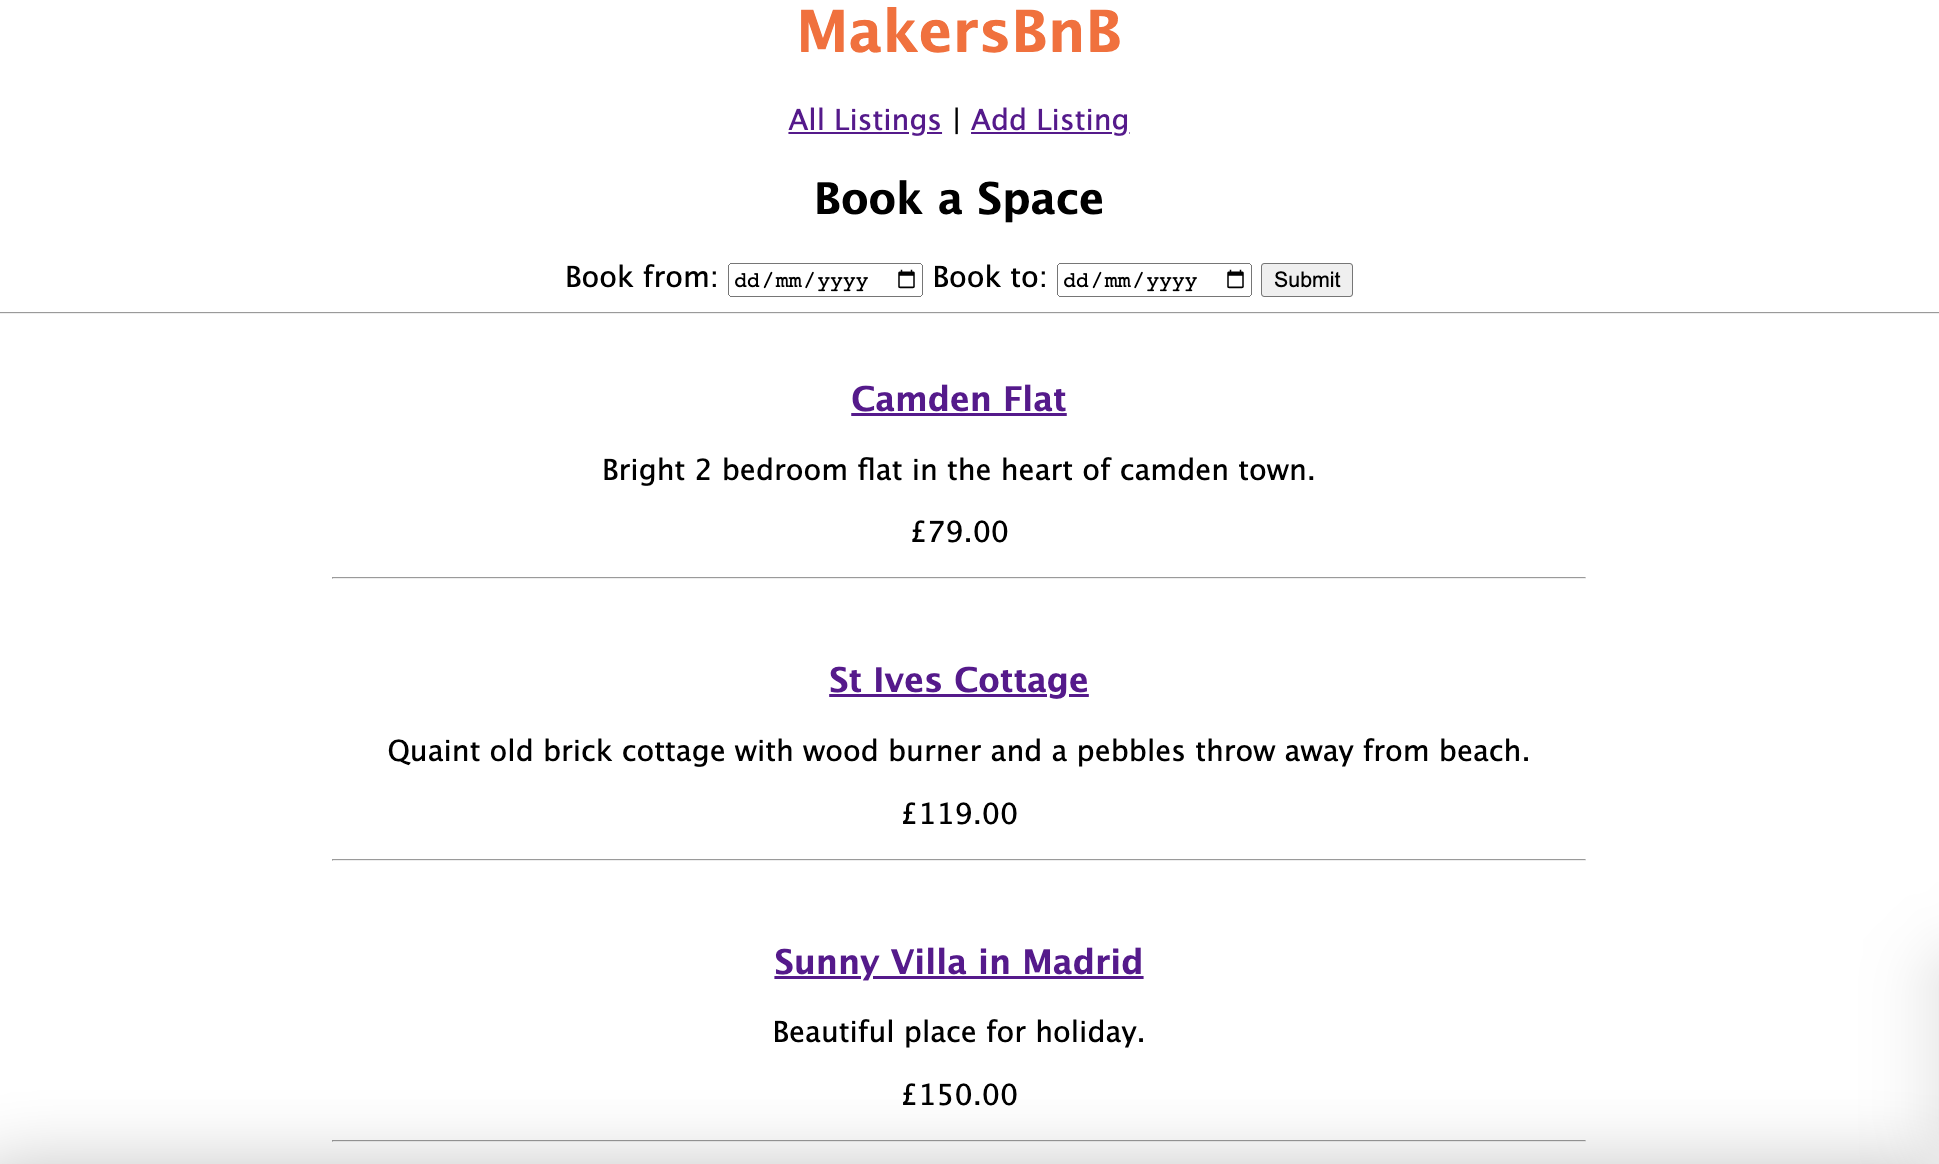 MakersBnB
All Listings | Add Listing
Book a Space
Book from: dd/mm/yyyy Book to: dd/mm/yyyy Submit
Camden Flat
Bright 2 bedroom flat in the heart of camden town.
£79.00
St Ives Cottage
Quaint old brick cottage with wood burner and a pebbles throw away from beach.
£119.00
Sunny Villa in Madrid
Beautiful place for holiday.
£150.00